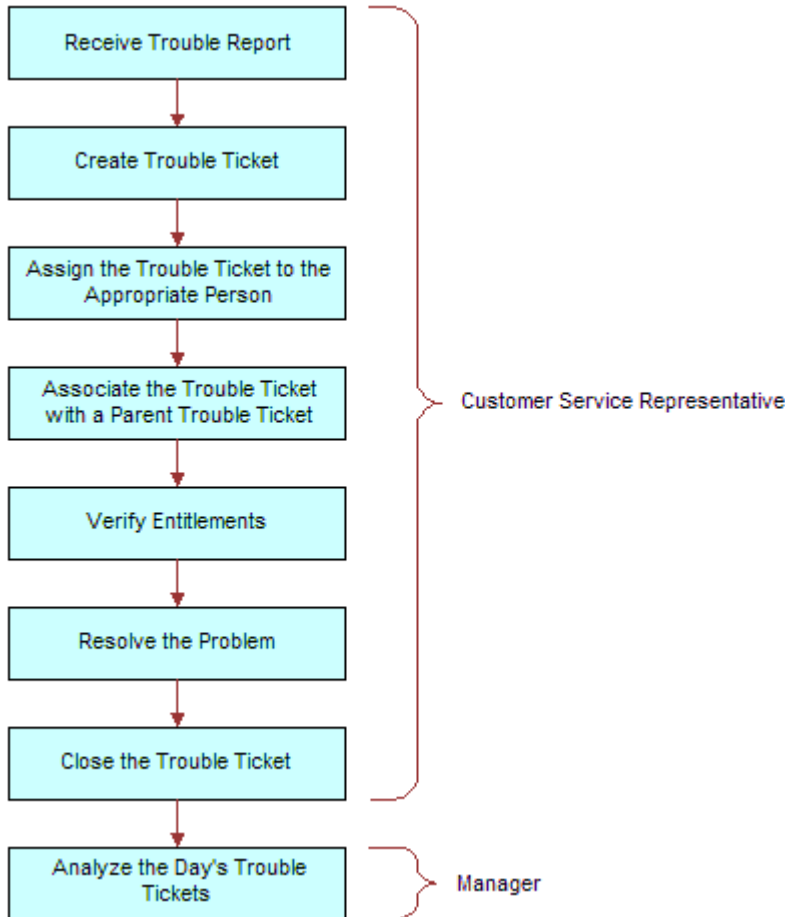 Receive Trouble Report
Create Trouble Ticket
Assign the Trouble Ticket to the
Appropriate Person
Associate the Trouble Ticket
with a Parent Trouble Ticket
Customer Service Representative
Verify Entitlements
Resolve the Problem
Close the Trouble Ticket
Analyze the Day's Trouble
Tickets
Manager